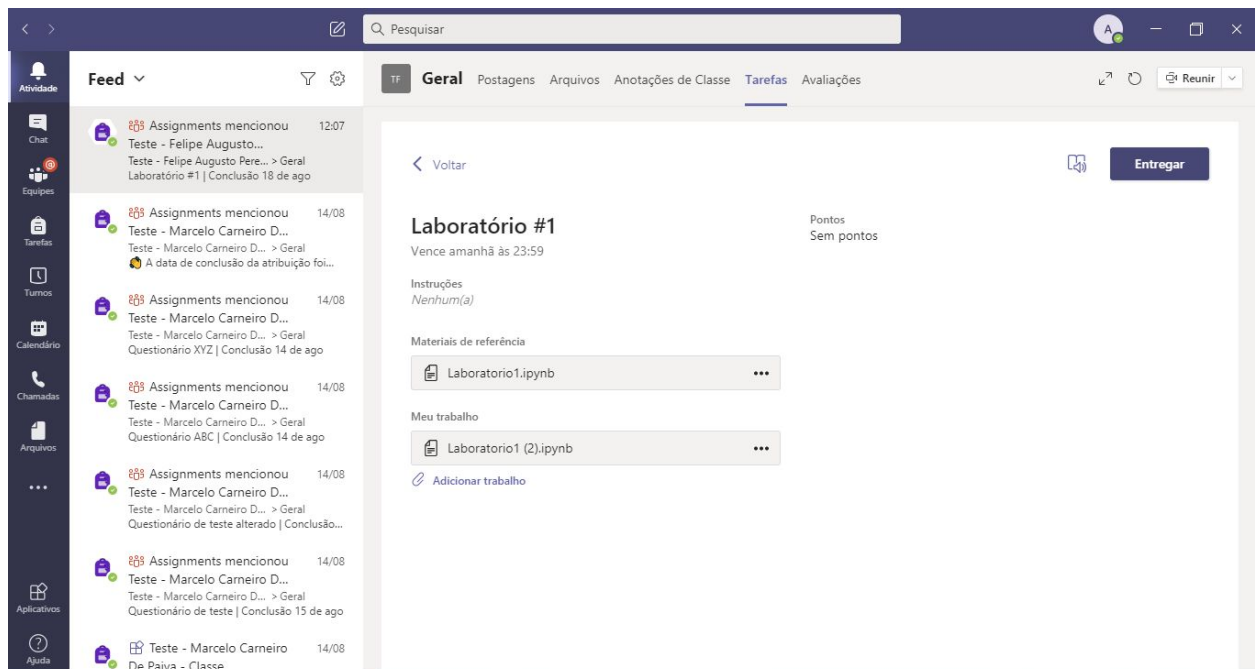 Pesquisar
A
Atividade
Chat
Equipes
Tarefas
Turnos
Calendário
Chamadas
Arquivos
Aplicativos
Ajuda
Feed
Assignments mencionou 12:07
Teste - Felipe Augusto...
Teste - Felipe Augusto Pere... > Geral
Laboratório #1 | Conclusão 18 de ago
Assignments mencionou 14/08
Teste - Marcelo Carneiro D...
Teste - Marcelo Carneiro D... > Geral
A data de conclusão da atribuição foi...
Assignments mencionou 14/08
Teste - Marcelo Carneiro D...
Teste - Marcelo Carneiro D... > Geral
Questionário XYZ | Conclusão 14 de ago
Assignments mencionou 14/08
Teste - Marcelo Carneiro D...
Teste - Marcelo Carneiro D... > Geral
Questionário ABC | Conclusão 14 de ago
Assignments mencionou 14/08
Teste - Marcelo Carneiro D...
Teste - Marcelo Carneiro D... > Geral
Questionário de teste alterado | Conclusão...
Assignments mencionou 14/08
Teste - Marcelo Carneiro D...
Teste - Marcelo Carneiro D... > Geral
Questionário de teste | Conclusão 15 de ago
Teste - Marcelo Carneiro 14/08
De Paiva - Classe
TF Geral Postagens Arquivos Anotações de Classe Tarefas Avaliações Reunir
Voltar
Entregar
Laboratório #1
Vence amanhã às 23:59
Pontos
Sem pontos
Instruções
Nenhum(a)
Materiais de referência
Laboratorio1.ipynb
Meu trabalho
Laboratorio1 (2).ipynb
Adicionar trabalho